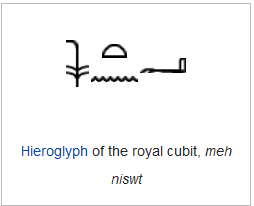 𓇓𓏏𓈖𓂣
Hieroglyph of the royal cubit, meh
niswt